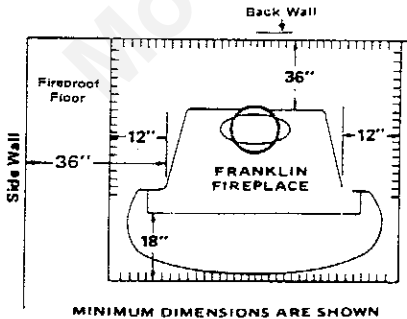 Back Wall
Fireproof
Floor
36"
12"
12"
36"
Side Wall
FRANKLIN
FIREPLACE
18"
MINIMUM DIMENSIONS ARE SHOWN